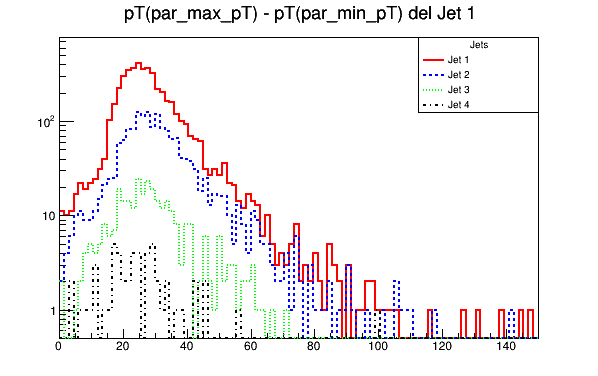 pT(par_max_pT) - pT(par_min_pT) del Jet 1
Jets
Jet 1
Jet 2
Jet 3
Jet 4
10²
10
1
0 20 40 60 80 100 120 140